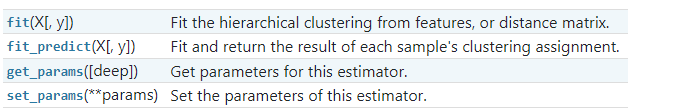 fit(X[, y]) Fit the hierarchical clustering from features, or distance matrix.
fit_predict(X[, y]) Fit and return the result of each sample's clustering assignment.
get_params([deep]) Get parameters for this estimator.
set_params(**params) Set the parameters of this estimator.